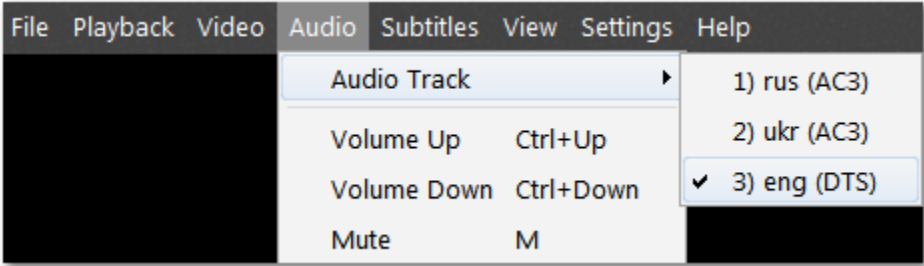 File Playback Video Audio Subtitles View Settings Help
Audio Track
1) rus (AC3)
2) ukr (AC3)
3) eng (DTS)
Volume Up Ctrl+Up
Volume Down Ctrl+Down
Mute M